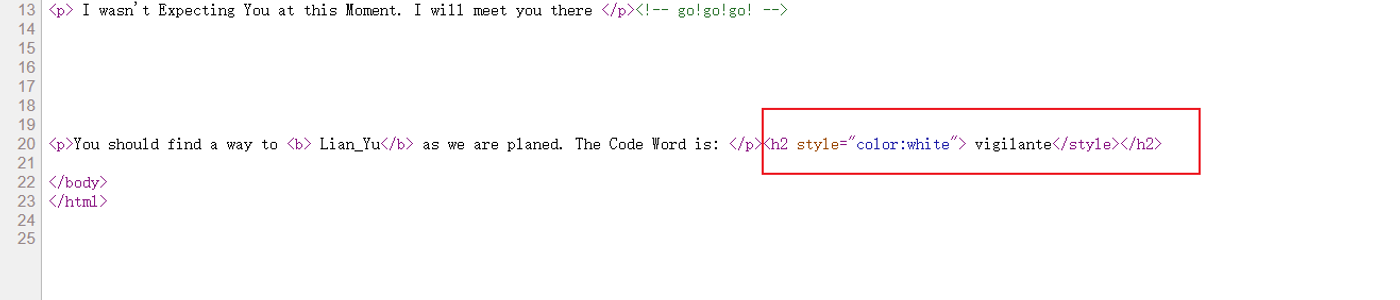 13 <p> I wasn't Expecting You at this Moment. I will meet you there </p><!-- go!go!go! -->
14
15
16
17
18
19
20 <p>You should find a way to <b> Lian_Yu</b> as we are planed. The Code Word is: </p><h2 style="color:white"> vigilante</style></h2>
21
22 </body>
23 </html>
24
25